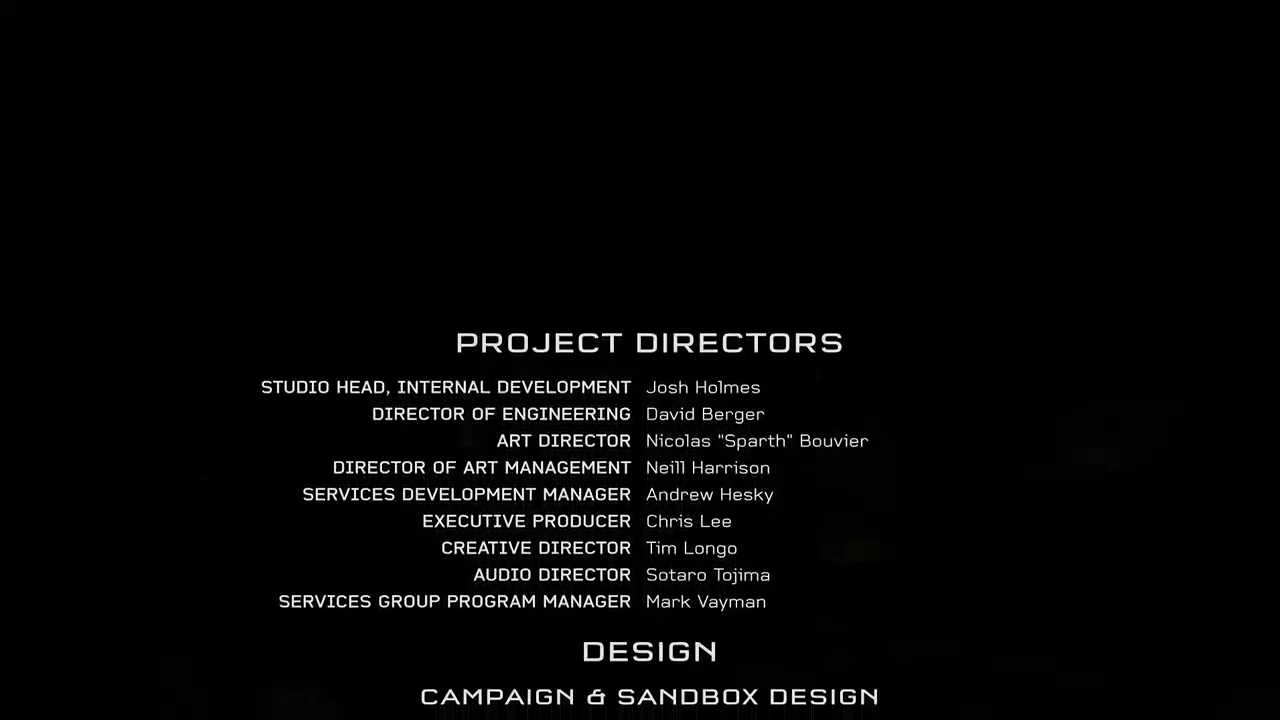 PROJECT DIRECTORS
STUDIO HEAD, INTERNAL DEVELOPMENT Josh Holmes
DIRECTOR OF ENGINEERING David Berger
ART DIRECTOR Nicolas "Sparth" Bouvier
DIRECTOR OF ART MANAGEMENT Neill Harrison
SERVICES DEVELOPMENT MANAGER Andrew Hesky
EXECUTIVE PRODUCER Chris Lee
CREATIVE DIRECTOR Tim Longo
AUDIO DIRECTOR Sotaro Tojima
SERVICES GROUP PROGRAM MANAGER Mark Vayman
DESIGN
CAMPAIGN & SANDBOX DESIGN